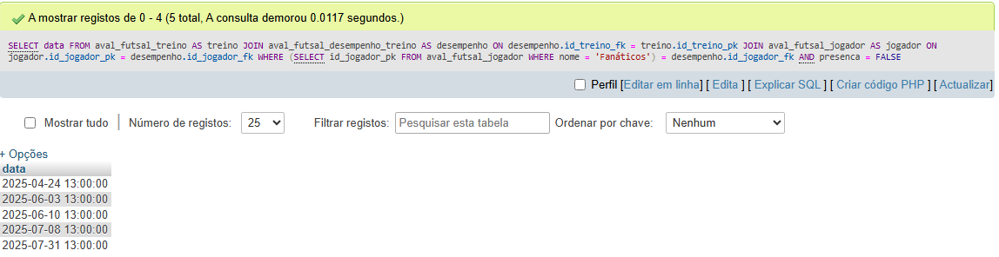 A mostrar registos de 0 - 4 (5 total, A consulta demorou 0.0117 segundos.)
SELECT data FROM aval_futsal_treino AS treino JOIN aval_futsal_desempenho_treino AS desempenho ON desempenho.id_treino_fk = treino.id_treino_pk JOIN aval_futsal_jogador AS jogador ON
jogador.id_jogador_pk = desempenho.id_jogador_fk WHERE (SELECT id_jogador_pk FROM aval_futsal_jogador WHERE nome = 'Fanáticos') = desempenho.id_jogador_fk AND presenca = FALSE
Perfil [Editar em linha] [ Edita ] [ Explicar SQL ] [ Criar código PHP ] [ Actualizar]
Mostrar tudo Número de registos: 25 Filtrar registos: Pesquisar esta tabela Ordenar por chave: Nenhum
+ Opções
data
2025-04-24 13:00:00
2025-06-03 13:00:00
2025-06-10 13:00:00
2025-07-08 13:00:00
2025-07-31 13:00:00